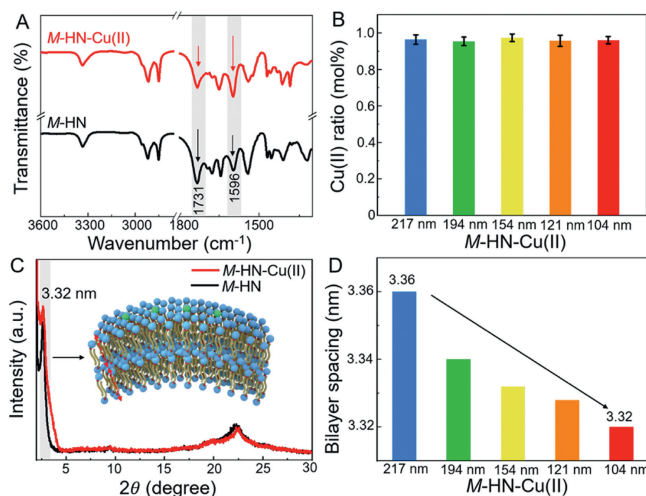 A
M-HN-Cu(II)
M-HN
1731
1596
Transmittance (%)
3600 3300 3000 1800 1500
Wavenumber (cm-1)
B
Cu(II) ratio (mol%)
1.0
0.8
0.6
0.4
0.2
0
217 nm 194 nm 154 nm 121 nm 104 nm
M-HN-Cu(II)
C
3.32 nm
M-HN-Cu(II)
M-HN
Intensity (a.u.)
5 10 15 20 25 30
2θ (degree)
D
Bilayer spacing (nm)
3.36
3.34
3.32
3.36
3.32
217 nm 194 nm 154 nm 121 nm 104 nm
M-HN-Cu(II)